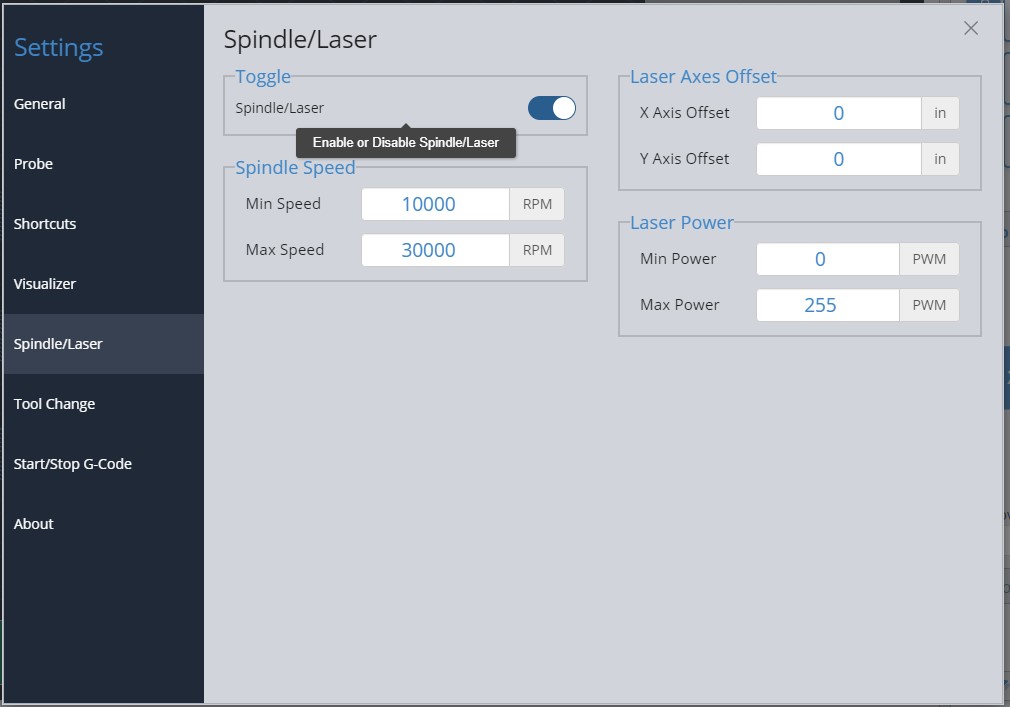 Settings
General
Probe
Shortcuts
Visualizer
Spindle/Laser
Tool Change
Start/Stop G-Code
About
Spindle/Laser
Toggle
Spindle/Laser
Enable or Disable Spindle/Laser
Spindle Speed
Min Speed 10000 RPM
Max Speed 30000 RPM
Laser Axes Offset
X Axis Offset 0 in
Y Axis Offset 0 in
Laser Power
Min Power 0 PWM
Max Power 255 PWM